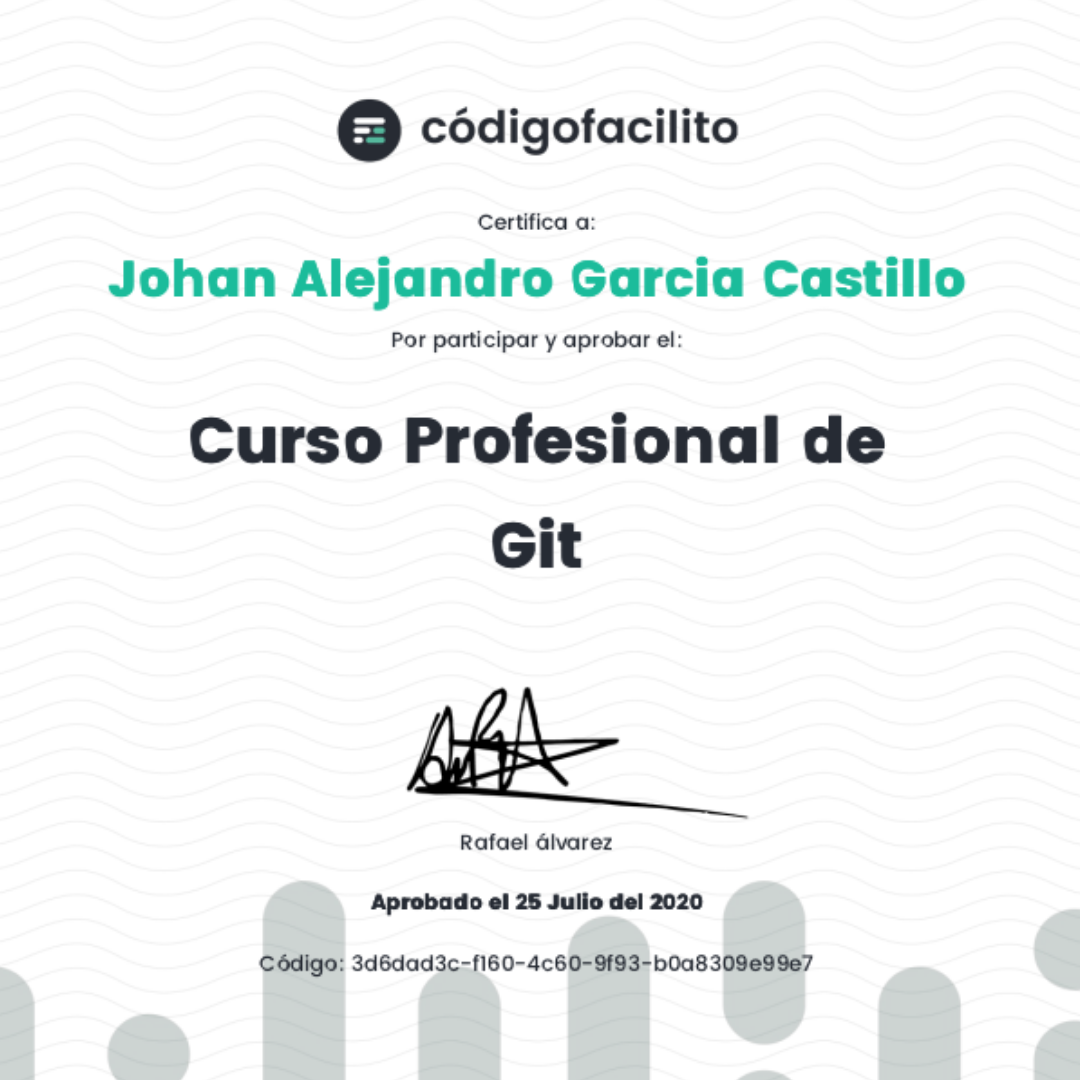 códigofacilito
Certifica a:
Johan Alejandro Garcia Castillo
Por participar y aprobar el:
Curso Profesional de
Git
Rafael álvarez
Aprobado el 25 Julio del 2020
Código: 3d6dad3c-f160-4c60-9f93-b0a8309e99e7